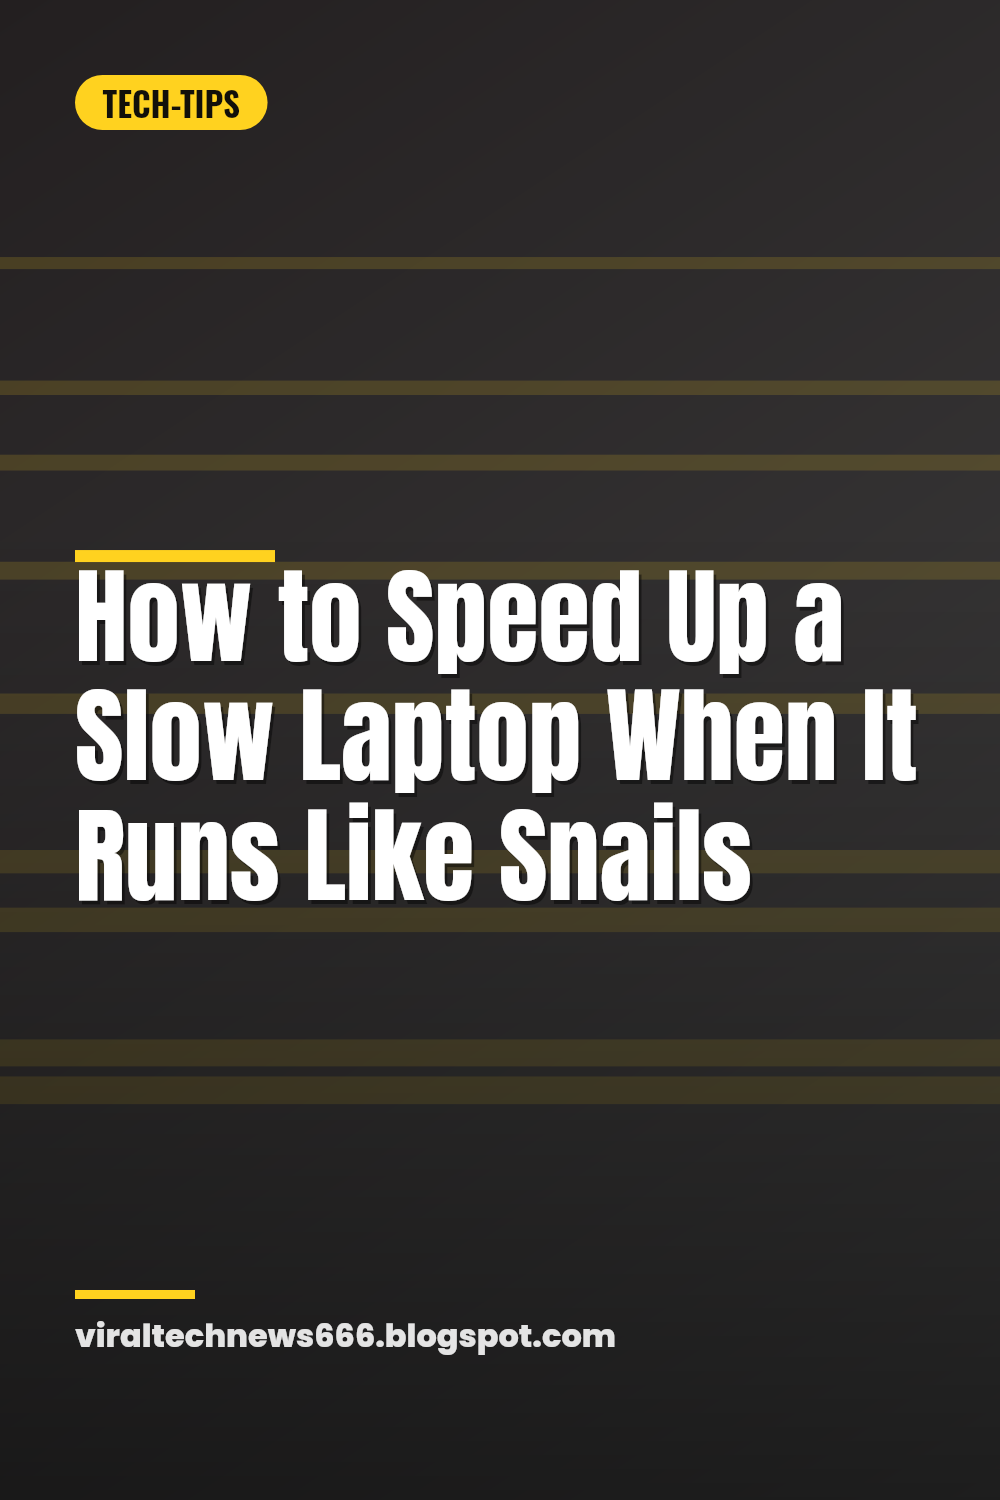 TECH-TIPS
How to Speed Up a
Slow Laptop When It
Runs Like Snails
viraltechnews666.blogspot.com